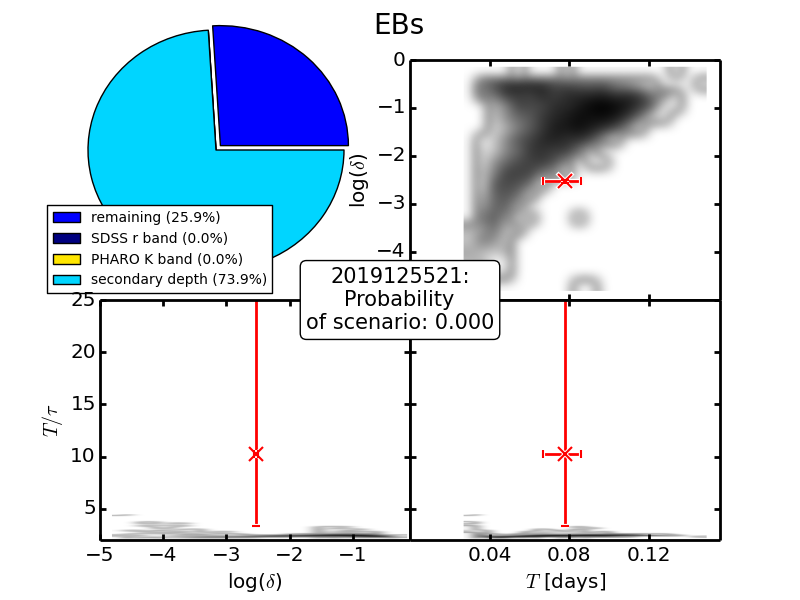 EBs
0
−1
−2
−3
−4
log(δ)
remaining (25.9%)
SDSS r band (0.0%)
PHARO K band (0.0%)
secondary depth (73.9%)
2019125521:
Probability
of scenario: 0.000
25
20
15
10
5
T/τ
−5 −4 −3 −2 −1
log(δ)
0.04 0.08 0.12
T [days]